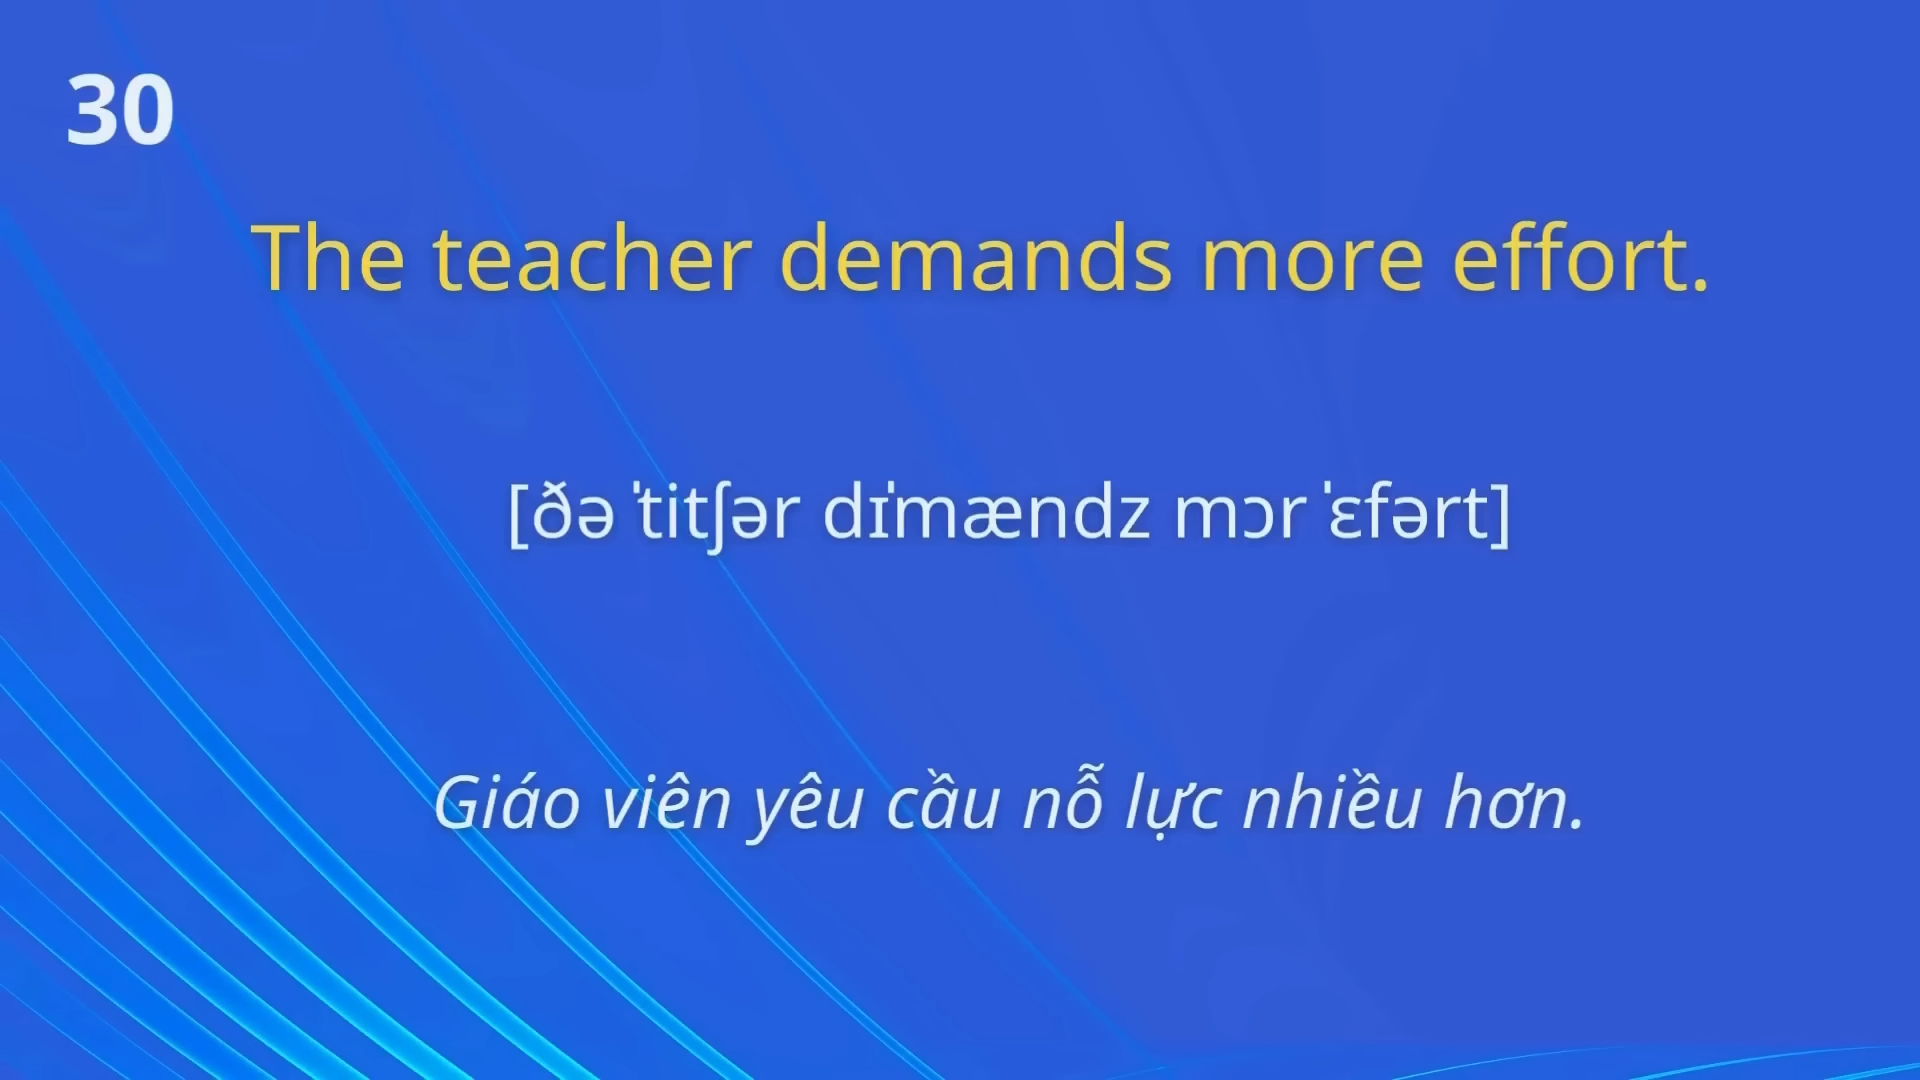 30
The teacher demands more effort.
[ðə ˈtitʃər dɪˈmændz mɔr ˈɛfərt]
Giáo viên yêu cầu nỗ lực nhiều hơn.